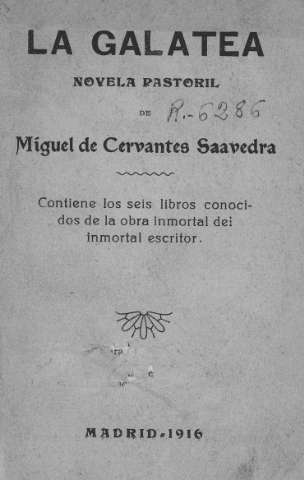 LA GALATEA
NOVELA PASTORIL
DE
R.-6286
Miguel de Cervantes Saavedra
Contiene los seis libros conoci-
dos de la obra inmortal del
inmortal escritor.
MADRID-1916